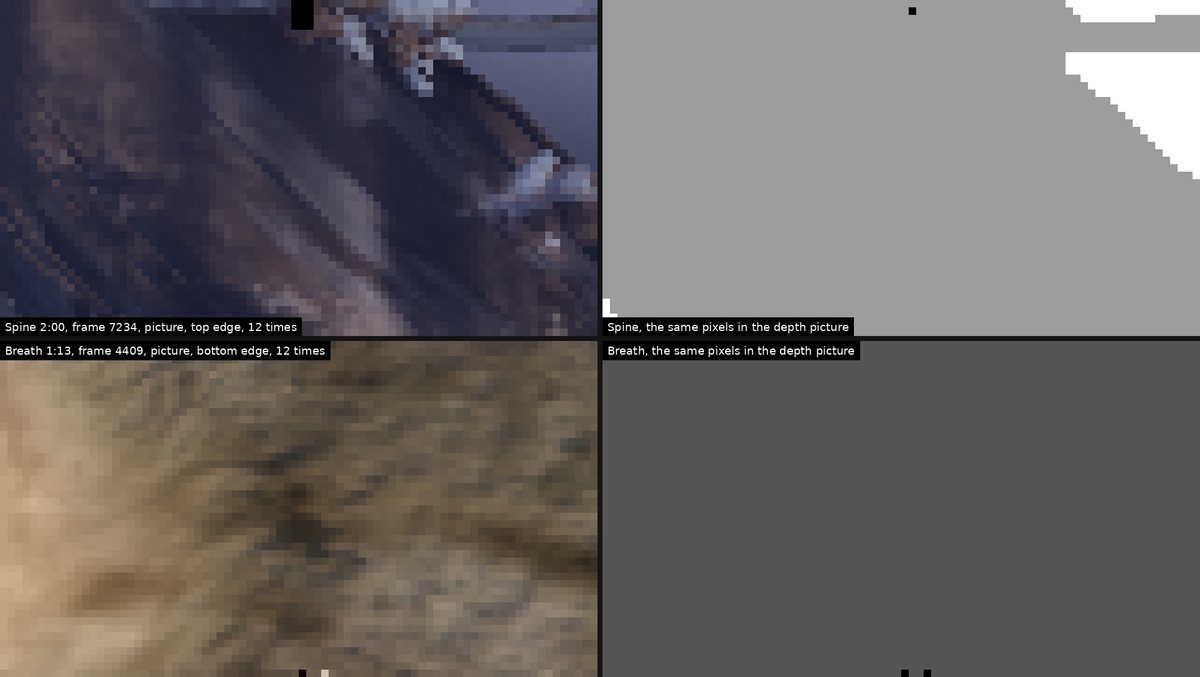 Spine 2:00, frame 7234, picture, top edge, 12 times
Spine, the same pixels in the depth picture
Breath 1:13, frame 4409, picture, bottom edge, 12 times
Breath, the same pixels in the depth picture